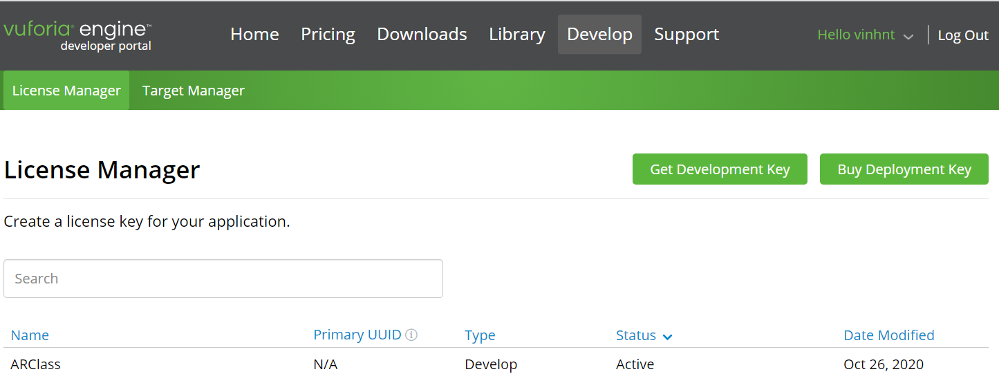 vuforia® engine™
developer portal
Home Pricing Downloads Library Develop Support
Hello vinhnt Log Out
License Manager Target Manager
License Manager
Get Development Key Buy Deployment Key
Create a license key for your application.
Search
Name Primary UUID Type Status Date Modified
ARClass N/A Develop Active Oct 26, 2020